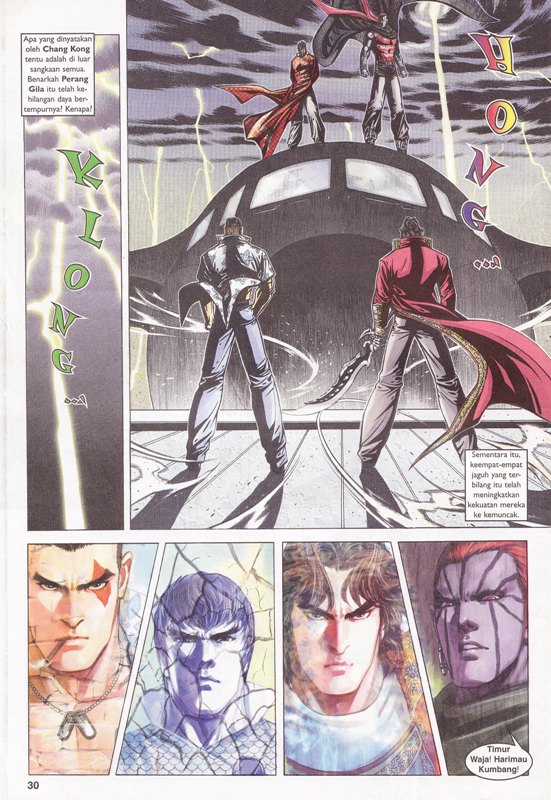 Apa yang dinyatakan
oleh Chang Kong
tentu adalah di luar
sangkaan semua.
Benarkah Perang
Gila itu telah ke-
hilangan daya ber-
tempurnya? Kenapa?
HONG...
KLONG...
Sementara itu,
keempat-empat
jaguh yang ter-
bilang itu telah
meningkatkan
kekuatan mereka
ke kemuncak.
Timur
Waja! Harimau
Kumbang!
30